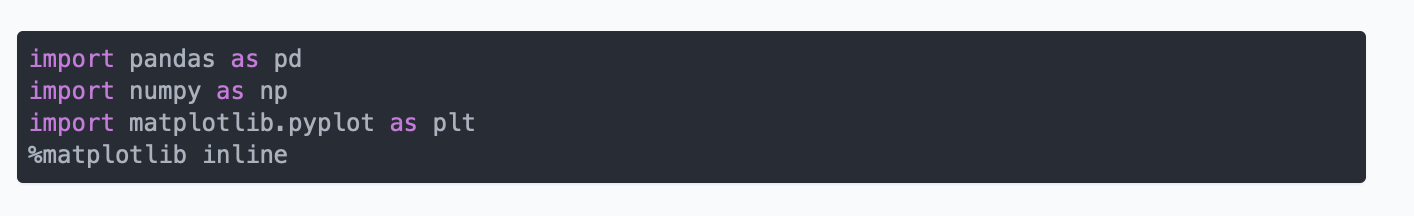 import pandas as pd
import numpy as np
import matplotlib.pyplot as plt
%matplotlib inline